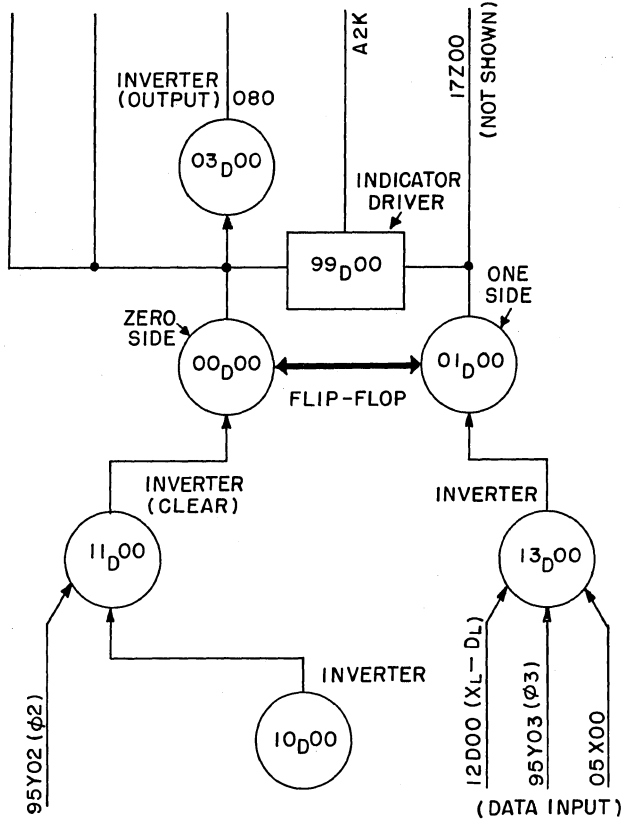 A2K
17Z00
(NOT SHOWN)
INVERTER
(OUTPUT)
080
03D00
INDICATOR
DRIVER
99D00
ONE
SIDE
ZERO
SIDE
00D00
01D00
FLIP-FLOP
INVERTER
(CLEAR)
INVERTER
11D00
13D00
95Y02 (φ2)
INVERTER
10D00
12D00 (XL-DL)
95Y03 (Ø3)
05X00
(DATA INPUT)